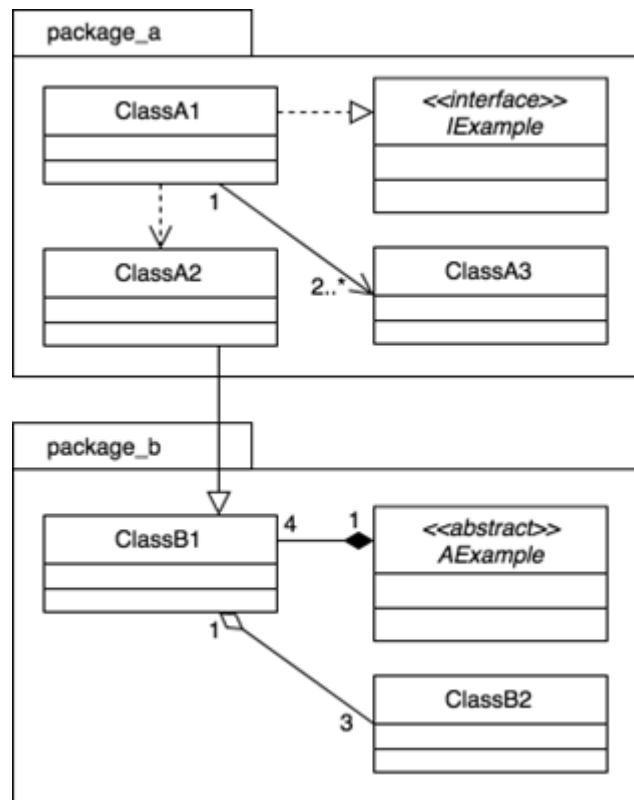 package_a
ClassA1
<<interface>>
IExample
1
ClassA2
ClassA3
2..*
package_b
ClassB1
4
1
<<abstract>>
AExample
1
ClassB2
3